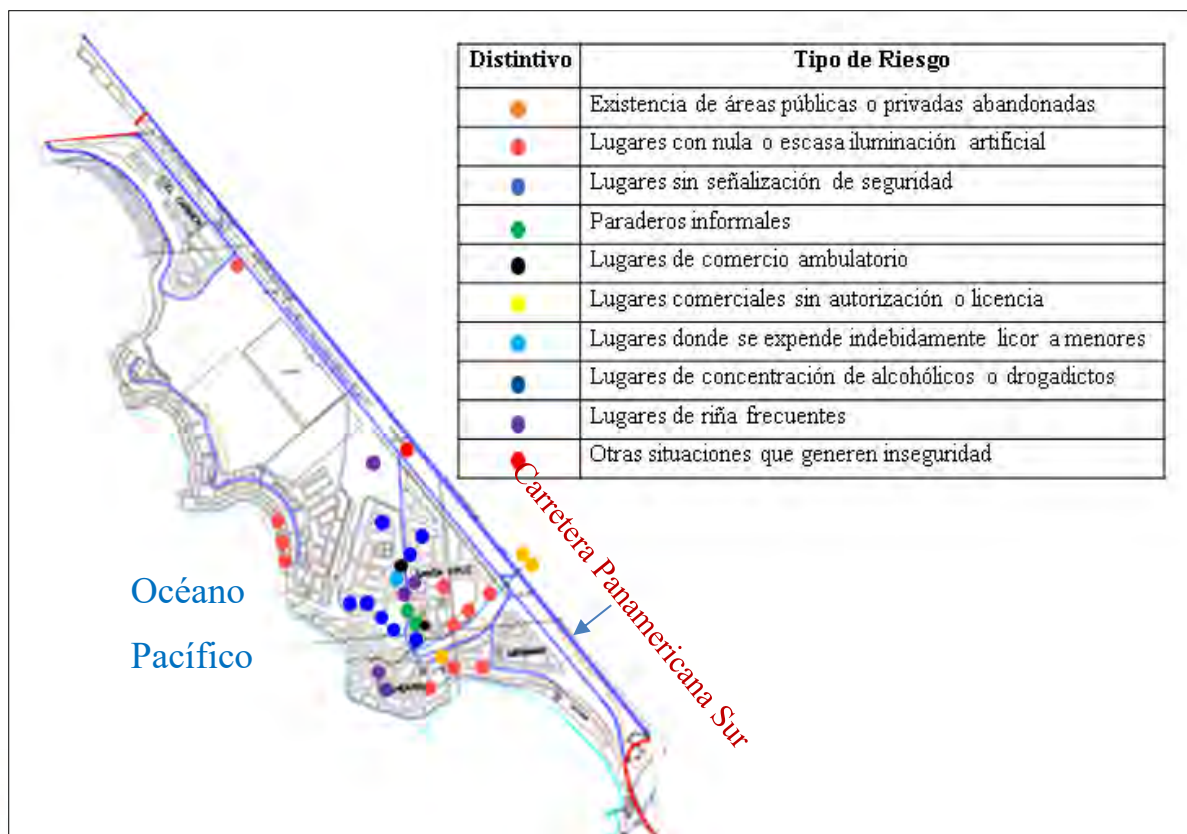 Distintivo Tipo de Riesgo
Existencia de áreas públicas o privadas abandonadas
Lugares con nula o escasa iluminación artificial
Lugares sin señalización de seguridad
Paraderos informales
Lugares de comercio ambulatorio
Lugares comerciales sin autorización o licencia
Lugares donde se expende indebidamente licor a menores
Lugares de concentración de alcohólicos o drogadictos
Lugares de riña frecuentes
Otras situaciones que generen inseguridad
Carretera Panamericana Sur
Océano
Pacífico
SANTA CRUZ